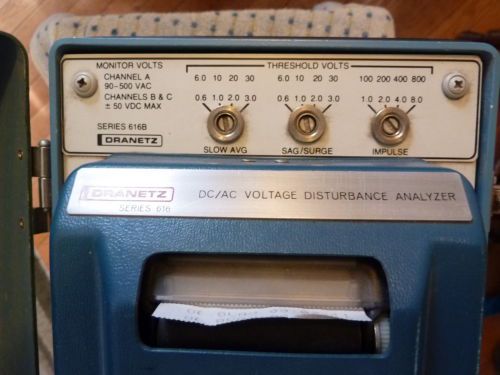 MONITOR VOLTS
THRESHOLD VOLTS
CHANNEL A
90-500 VAC
CHANNELS B & C
± 50 VDC MAX
6.0 10 20 30
6.0 10 20 30
100 200 400 800
0.6 1.0 2.0 3.0
0.6 1.0 2.0 3.0
1.0 2.0 4.0 8.0
SERIES 616B
DRANETZ
SLOW AVG
SAG/SURGE
IMPULSE
DRANETZ
SERIES 616
DC/AC VOLTAGE DISTURBANCE ANALYZER